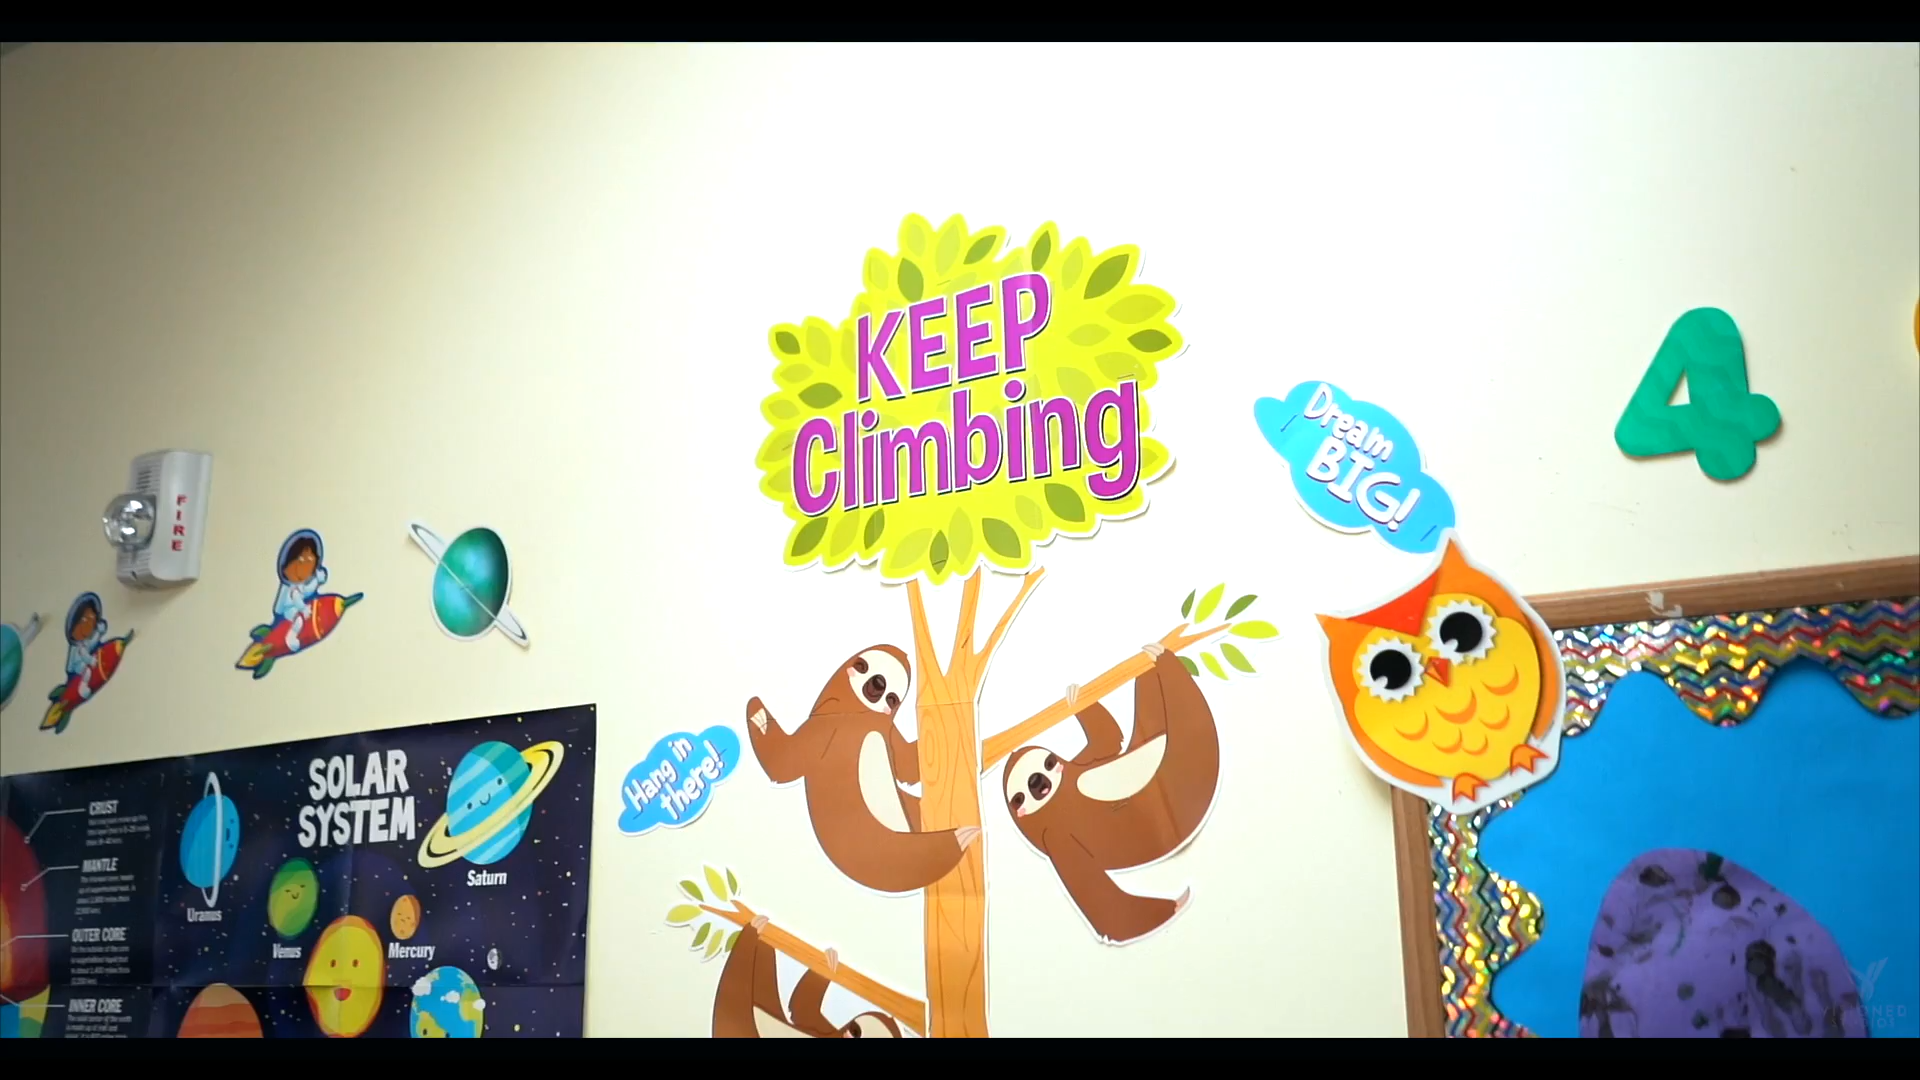 KEEP
Climbing
Dream
BIG!
4
FIRE
Hang in
there!
SOLAR
SYSTEM
Saturn
Uranus
Venus
Mercury
CRUST
MANTLE
OUTER CORE
INNER CORE